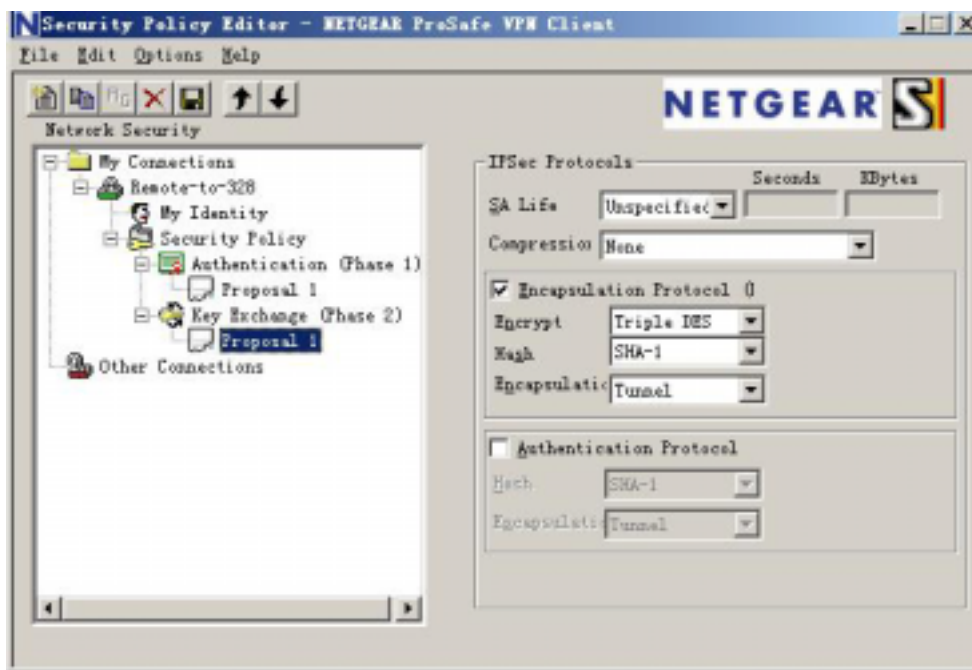 Security Policy Editor - NETGEAR ProSafe VPN Client
File Edit Options Help
NETGEAR
Network Security
My Connections
Remote-to-328
My Identity
Security Policy
Authentication (Phase 1)
Proposal 1
Key Exchange (Phase 2)
Proposal 1
Other Connections
IPSec Protocols
Seconds KBytes
SA Life Unspecified
Compressio None
Encapsulation Protocol ()
Encrypt Triple DES
Hash SHA-1
Encapsulatic Tunnel
Authentication Protocol
Hash SHA-1
Encapsulati Tunnel